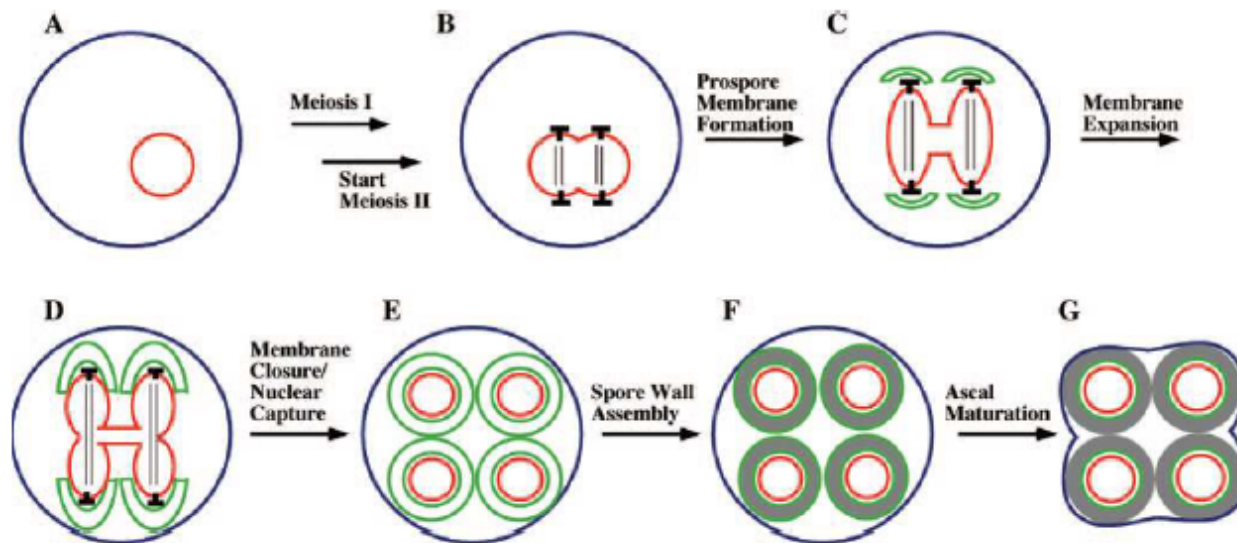 A
Meiosis I
Start
Meiosis II
B
Prospore
Membrane
Formation
C
Membrane
Expansion
D
Membrane
Closure/
Nuclear
Capture
E
Spore Wall
Assembly
F
Ascal
Maturation
G